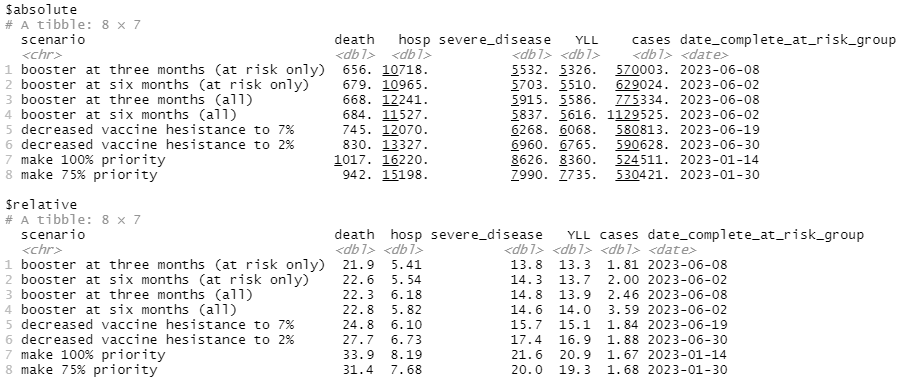 $absolute
# A tibble: 8 × 7
scenario death hosp severe_disease YLL cases date_complete_at_risk_group
<chr> <dbl> <dbl> <dbl> <dbl> <dbl> <date>
1 booster at three months (at risk only) 656. 10718. 5532. 5326. 570003. 2023-06-08
2 booster at six months (at risk only) 679. 10965. 5703. 5510. 629024. 2023-06-02
3 booster at three months (all) 668. 12241. 5915. 5586. 775334. 2023-06-08
4 booster at six months (all) 684. 11527. 5837. 5616. 1129525. 2023-06-02
5 decreased vaccine hesistance to 7% 745. 12070. 6268. 6068. 580813. 2023-06-19
6 decreased vaccine hesistance to 2% 830. 13327. 6960. 6765. 590628. 2023-06-30
7 make 100% priority 1017. 16220. 8626. 8360. 524511. 2023-01-14
8 make 75% priority 942. 15198. 7990. 7735. 530421. 2023-01-30
$relative
# A tibble: 8 × 7
scenario death hosp severe_disease YLL cases date_complete_at_risk_group
<chr> <dbl> <dbl> <dbl> <dbl> <dbl> <date>
1 booster at three months (at risk only) 21.9 5.41 13.8 13.3 1.81 2023-06-08
2 booster at six months (at risk only) 22.6 5.54 14.3 13.7 2.00 2023-06-02
3 booster at three months (all) 22.3 6.18 14.8 13.9 2.46 2023-06-08
4 booster at six months (all) 22.8 5.82 14.6 14.0 3.59 2023-06-02
5 decreased vaccine hesistance to 7% 24.8 6.10 15.7 15.1 1.84 2023-06-19
6 decreased vaccine hesistance to 2% 27.7 6.73 17.4 16.9 1.88 2023-06-30
7 make 100% priority 33.9 8.19 21.6 20.9 1.67 2023-01-14
8 make 75% priority 31.4 7.68 20.0 19.3 1.68 2023-01-30